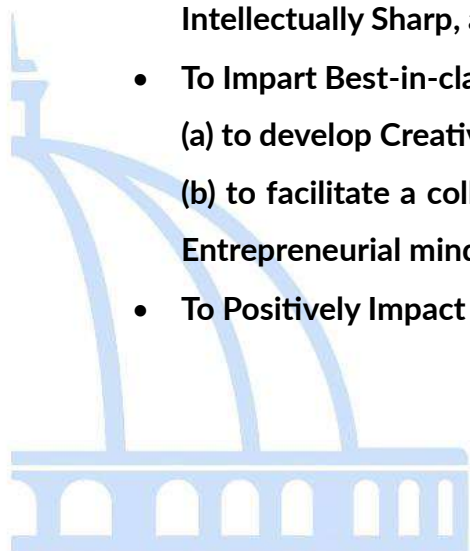 Intellectually Sharp,
• To Impart Best-in-cla
(a) to develop Creativ
(b) to facilitate a coll
Entrepreneurial mind
• To Positively Impact